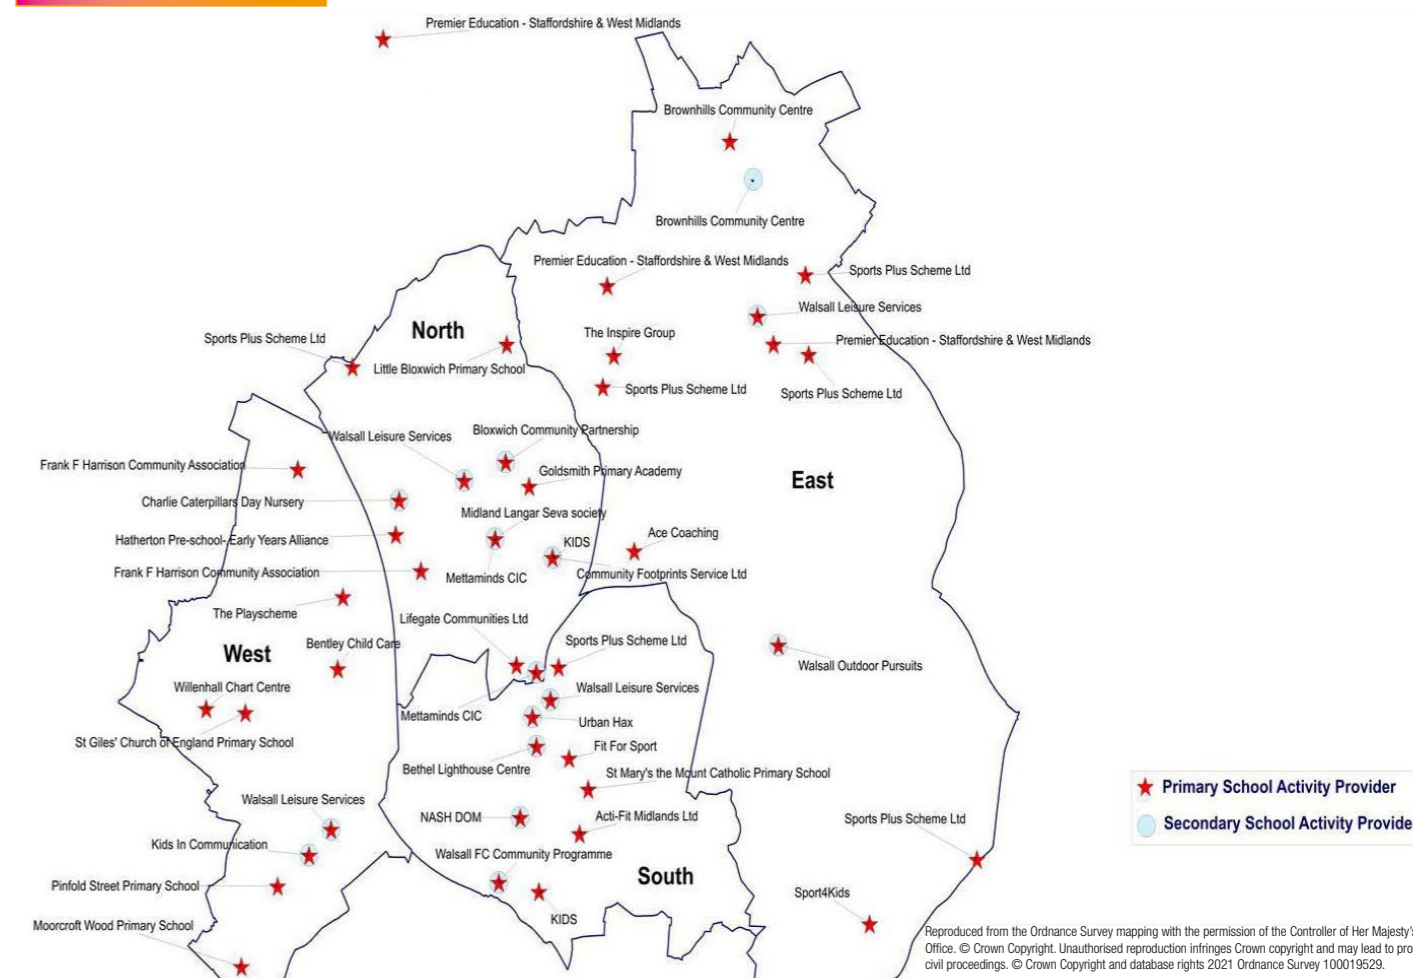 Premier Education - Staffordshire & West Midlands
Brownhills Community Centre
Brownhills Community Centre
Premier Education - Staffordshire & West Midlands
Sports Plus Scheme Ltd
Walsall Leisure Services
North
The Inspire Group
Sports Plus Scheme Ltd
Premier Education - Staffordshire & West Midlands
Little Bloxwich Primary School
Sports Plus Scheme Ltd
Sports Plus Scheme Ltd
Walsall Leisure Services
Bloxwich Community Partnership
Frank F Harrison Community Association
Goldsmith Primary Academy
East
Charlie Caterpillars Day Nursery
Midland Langar Seva society
Hatherton Pre-school- Early Years Alliance
KIDS
Ace Coaching
Frank F Harrison Community Association
Mettaminds CIC
Community Footprints Service Ltd
The Playscheme
Lifegate Communities Ltd
Bentley Child Care
Sports Plus Scheme Ltd
West
Walsall Outdoor Pursuits
Willenhall Chart Centre
Walsall Leisure Services
Mettaminds CIC
Urban Hax
St Giles' Church of England Primary School
Fit For Sport
Bethel Lighthouse Centre
St Mary's the Mount Catholic Primary School
Primary School Activity Provider
Walsall Leisure Services
NASH DOM
Acti-Fit Midlands Ltd
Sports Plus Scheme Ltd
Secondary School Activity Provide
Kids In Communication
Walsall FC Community Programme
South
Pinfold Street Primary School
Sport4Kids
KIDS
Moorcroft Wood Primary School
Reproduced from the Ordnance Survey mapping with the permission of the Controller of Her Majesty's
Office. © Crown Copyright. Unauthorised reproduction infringes Crown copyright and may lead to pro
civil proceedings. © Crown Copyright and database rights 2021 Ordnance Survey 100019529.